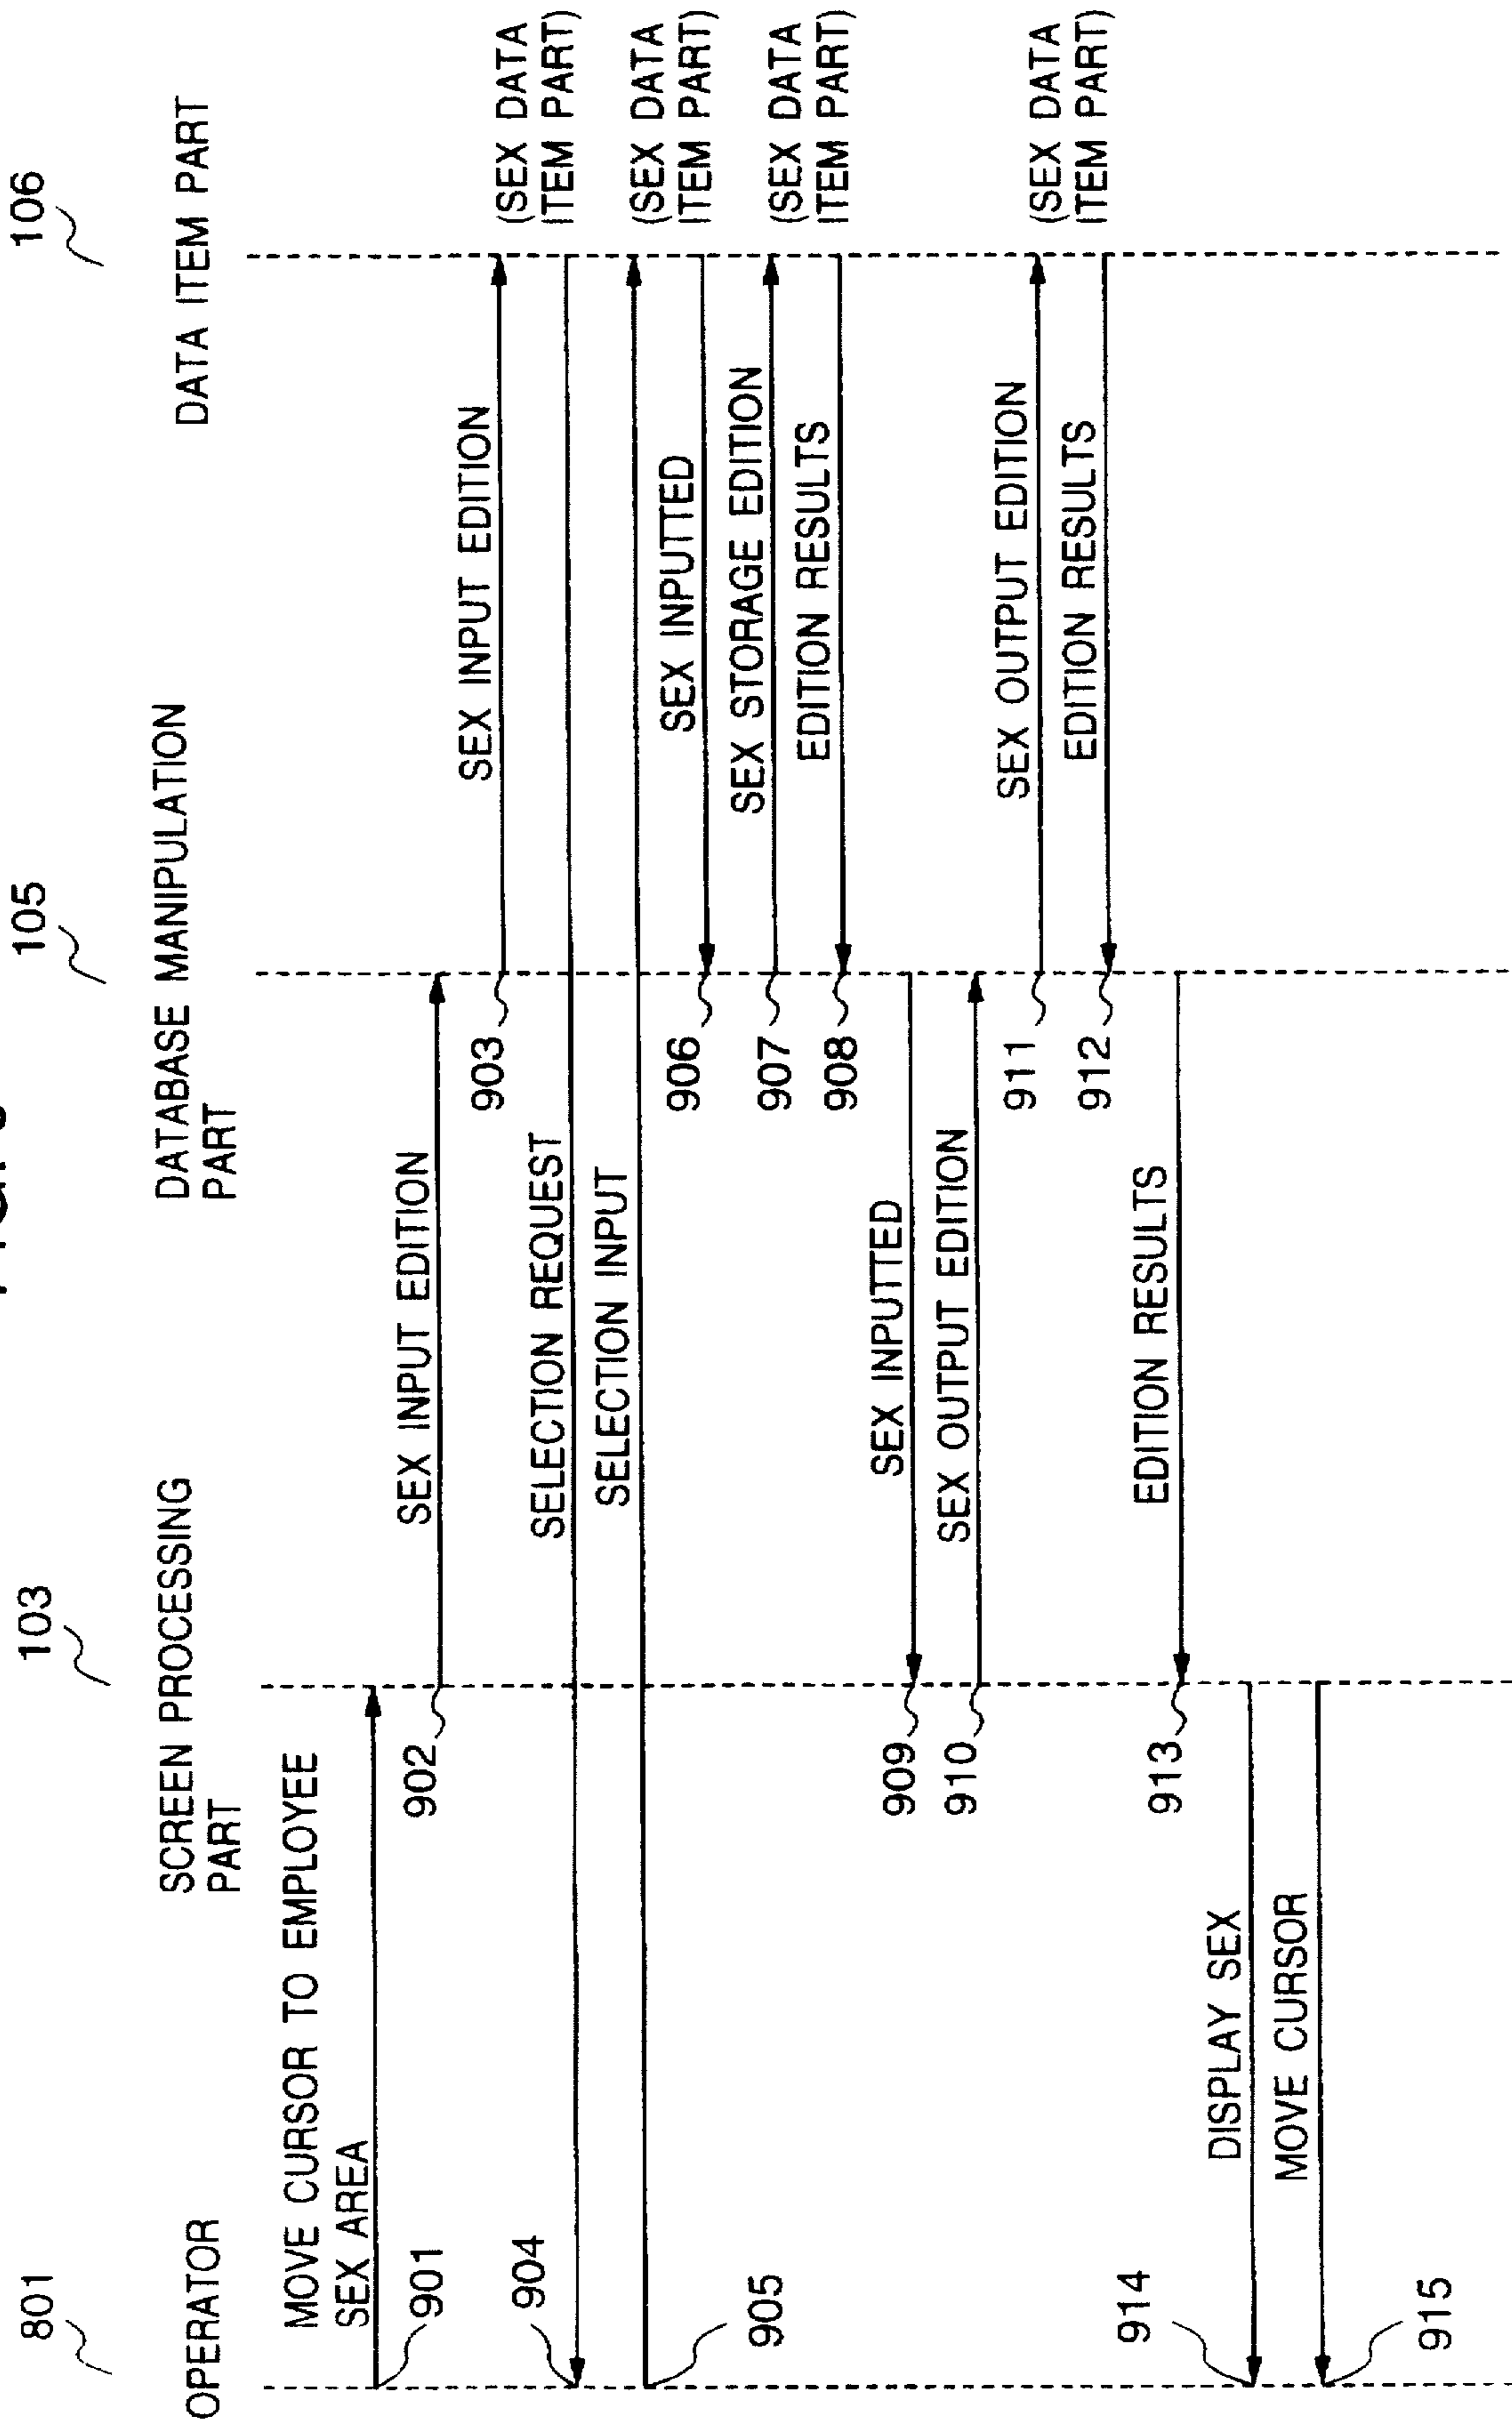 801
OPERATOR
103
SCREEN PROCESSING
PART
105
DATABASE MANIPULATION
PART
106
DATA ITEM PART
MOVE CURSOR TO EMPLOYEE
SEX AREA
901
SEX INPUT EDITION
902
SEX INPUT EDITION
903
(SEX DATA
ITEM PART)
SELECTION REQUEST
904
SELECTION INPUT
905
(SEX DATA
ITEM PART)
SEX INPUTTED
906
SEX STORAGE EDITION
907
(SEX DATA
ITEM PART)
EDITION RESULTS
908
SEX INPUTTED
909
SEX OUTPUT EDITION
910
SEX OUTPUT EDITION
911
(SEX DATA
ITEM PART)
EDITION RESULTS
912
EDITION RESULTS
913
DISPLAY SEX
914
MOVE CURSOR
915